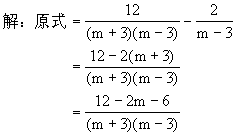 解：原式 = 12/((m+3)(m−3)) − 2/(m−3)
= (12−2(m+3))/((m+3)(m−3))
= (12−2m−6)/((m+3)(m−3))